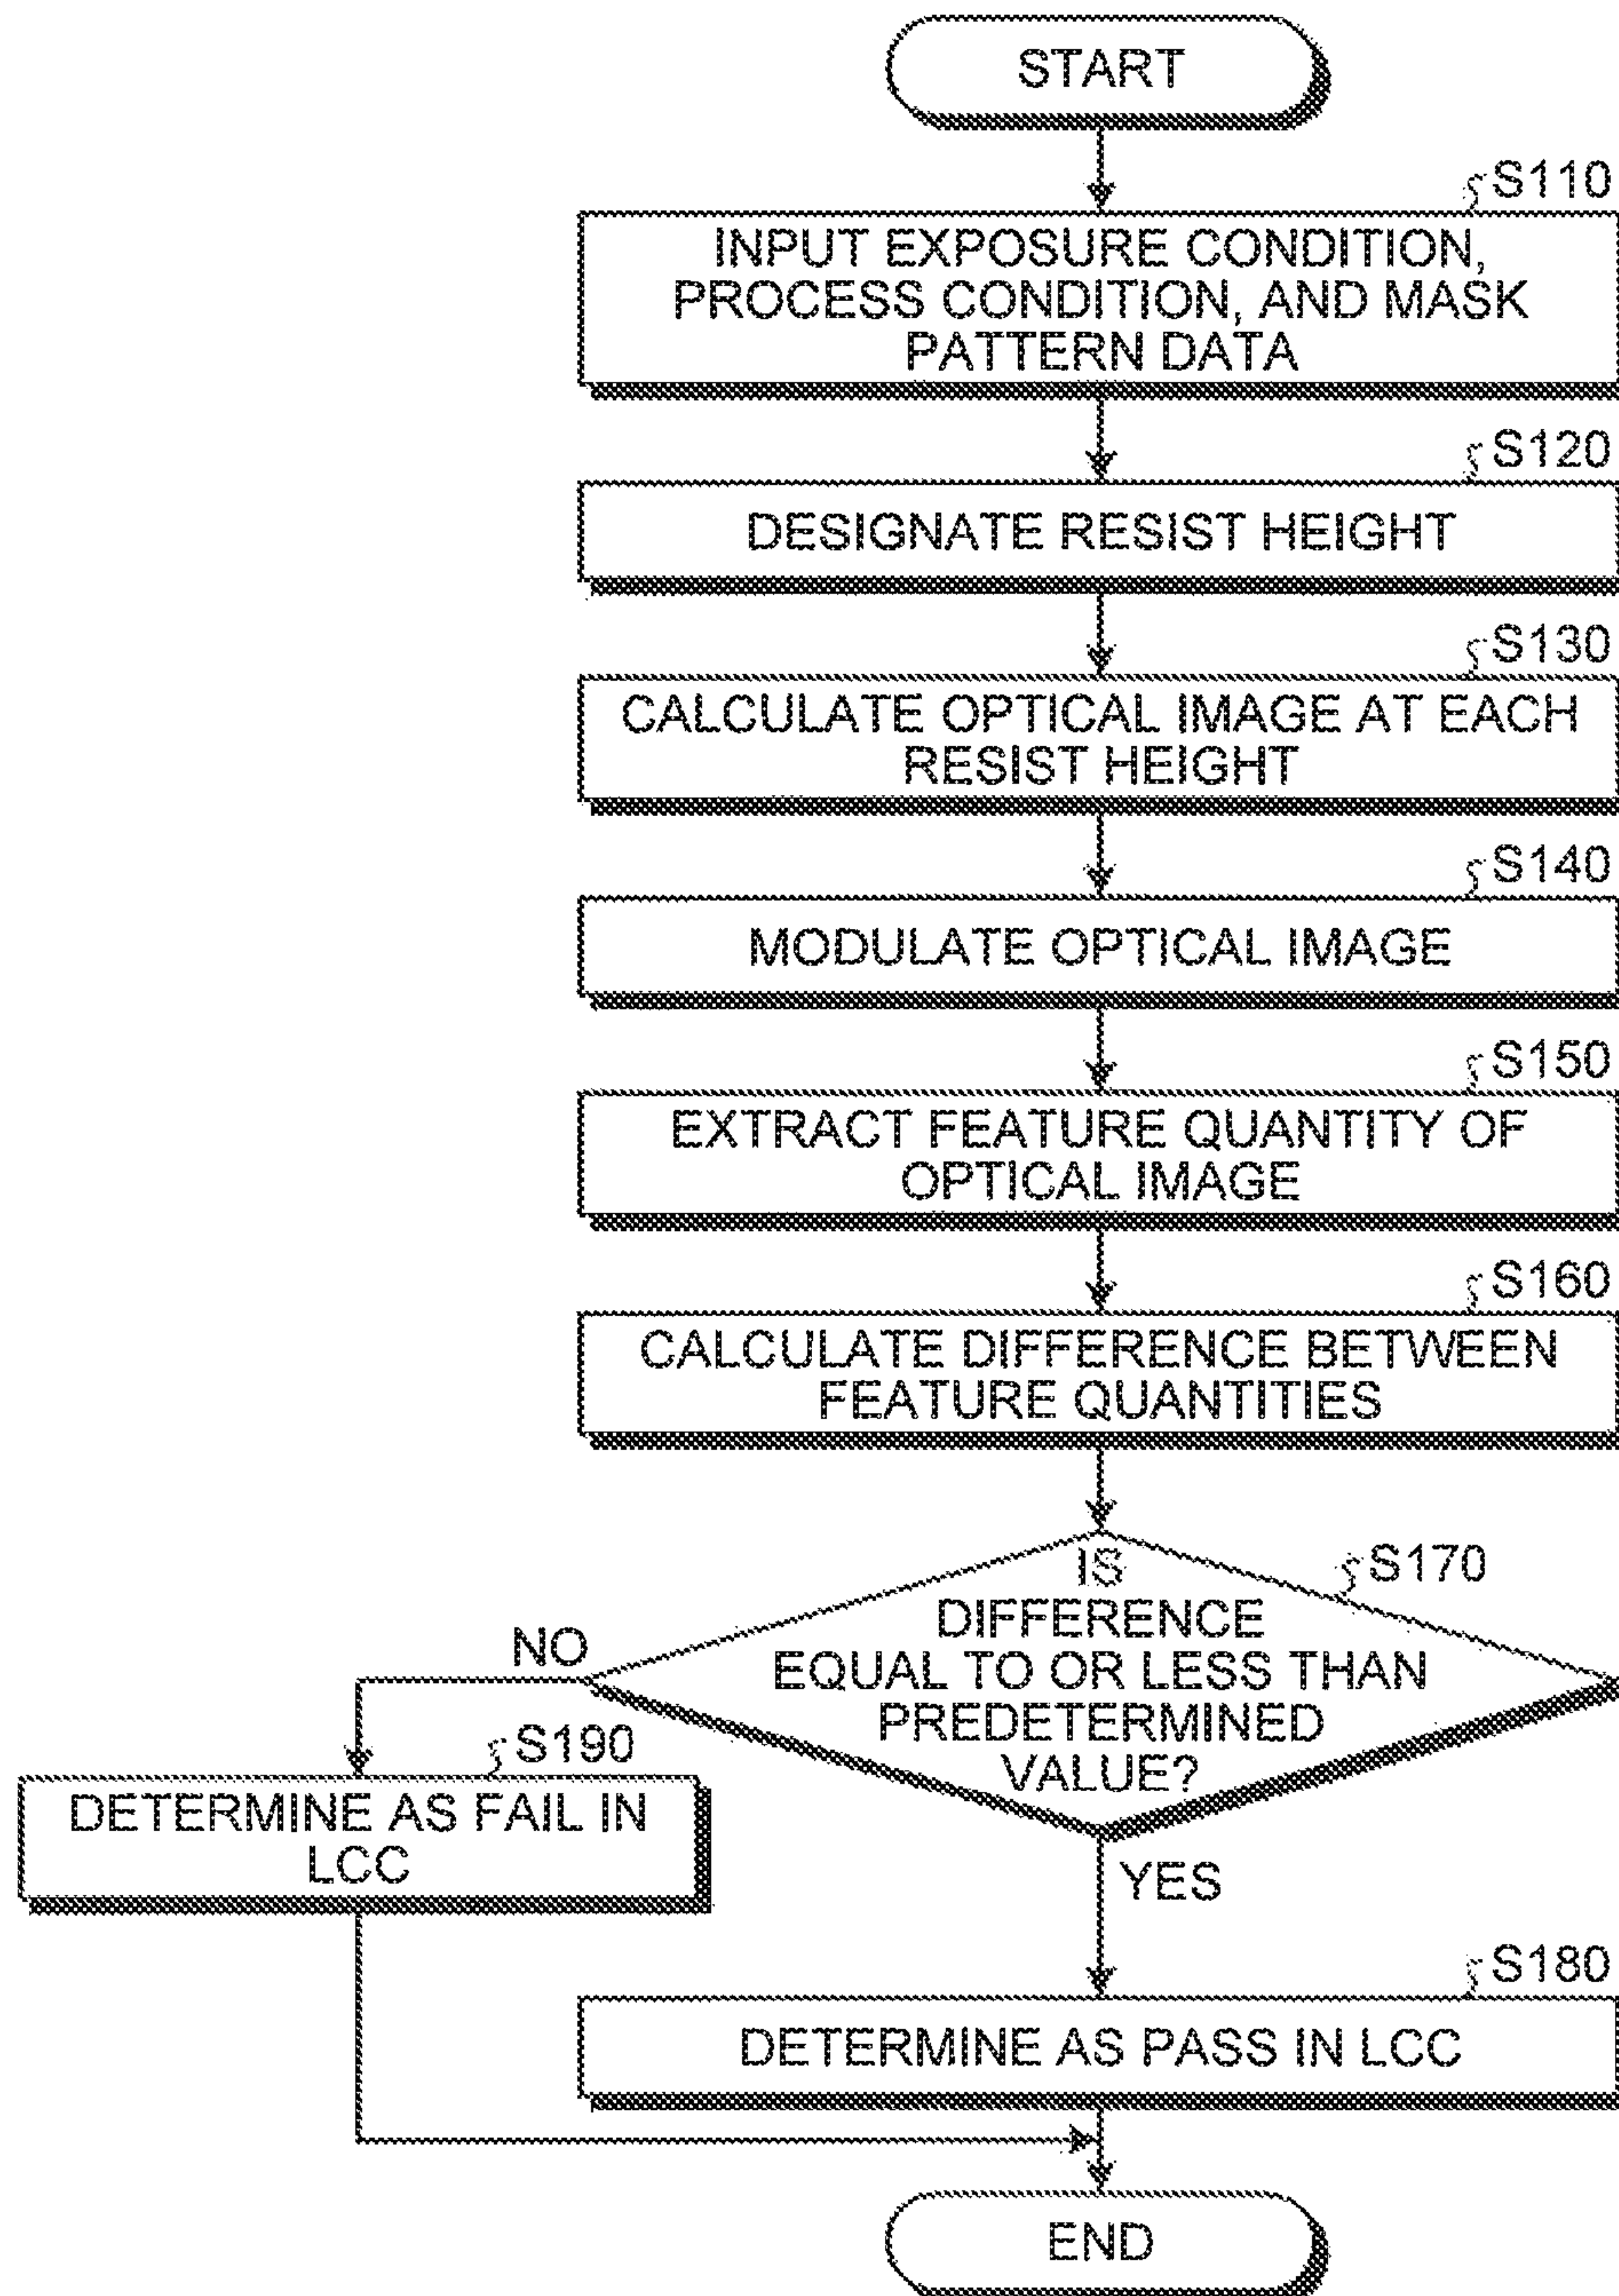 START
S110
INPUT EXPOSURE CONDITION,
PROCESS CONDITION, AND MASK
PATTERN DATA
S120
DESIGNATE RESIST HEIGHT
S130
CALCULATE OPTICAL IMAGE AT EACH
RESIST HEIGHT
S140
MODULATE OPTICAL IMAGE
S150
EXTRACT FEATURE QUANTITY OF
OPTICAL IMAGE
S160
CALCULATE DIFFERENCE BETWEEN
FEATURE QUANTITIES
S170
IS
DIFFERENCE
EQUAL TO OR LESS THAN
PREDETERMINED
VALUE?
NO
S190
DETERMINE AS FAIL IN
LCC
YES
S180
DETERMINE AS PASS IN LCC
END